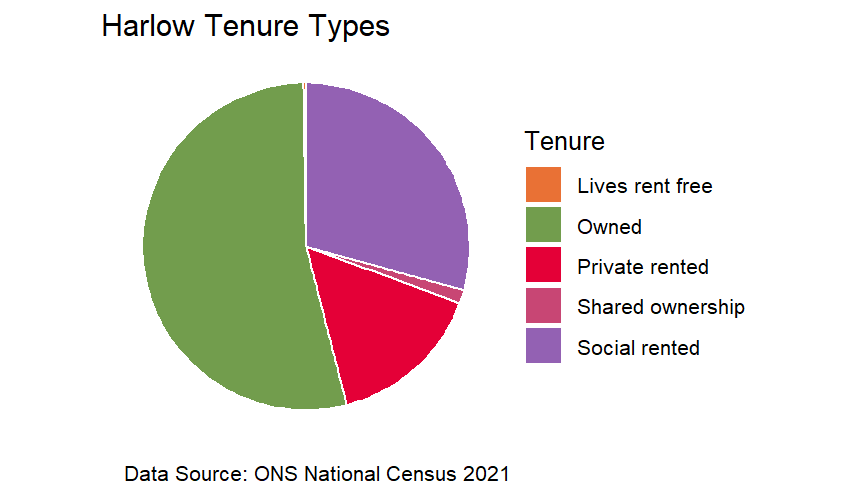 Harlow Tenure Types
Tenure
Lives rent free
Owned
Private rented
Shared ownership
Social rented
Data Source: ONS National Census 2021